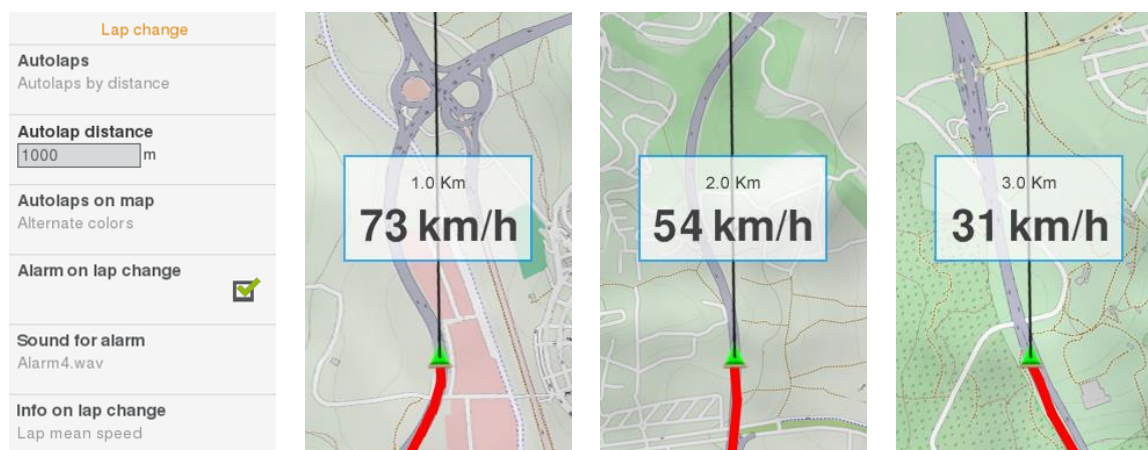 Lap change
Autolaps
Autolaps by distance
Autolap distance
1000 m
Autolaps on map
Alternate colors
Alarm on lap change
Sound for alarm
Alarm4.wav
Info on lap change
Lap mean speed
1.0 Km
73 km/h
2.0 Km
54 km/h
3.0 Km
31 km/h